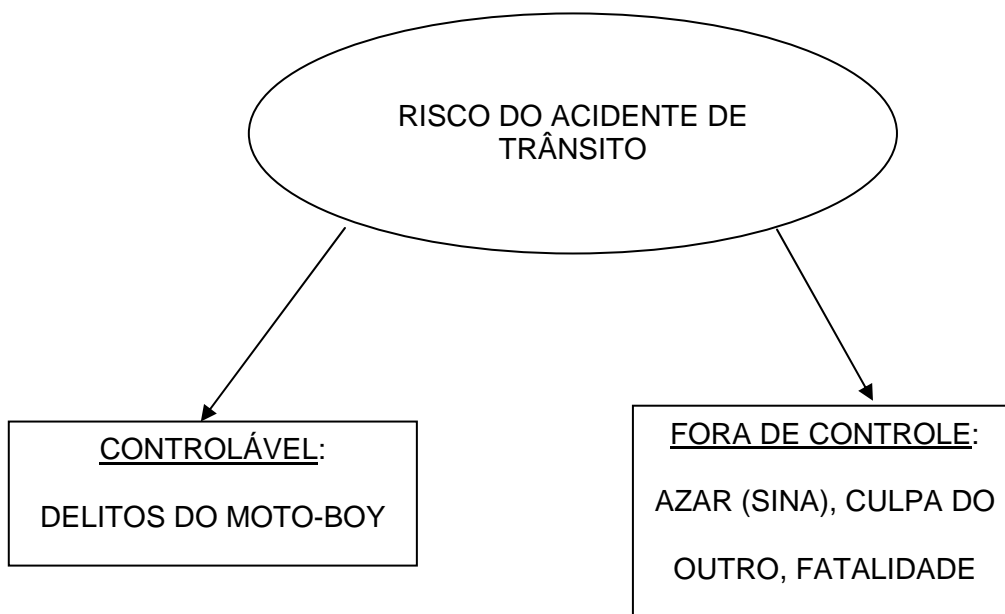 RISCO DO ACIDENTE DE
TRÂNSITO
CONTROLÁVEL:
DELITOS DO MOTO-BOY
FORA DE CONTROLE:
AZAR (SINA), CULPA DO
OUTRO, FATALIDADE